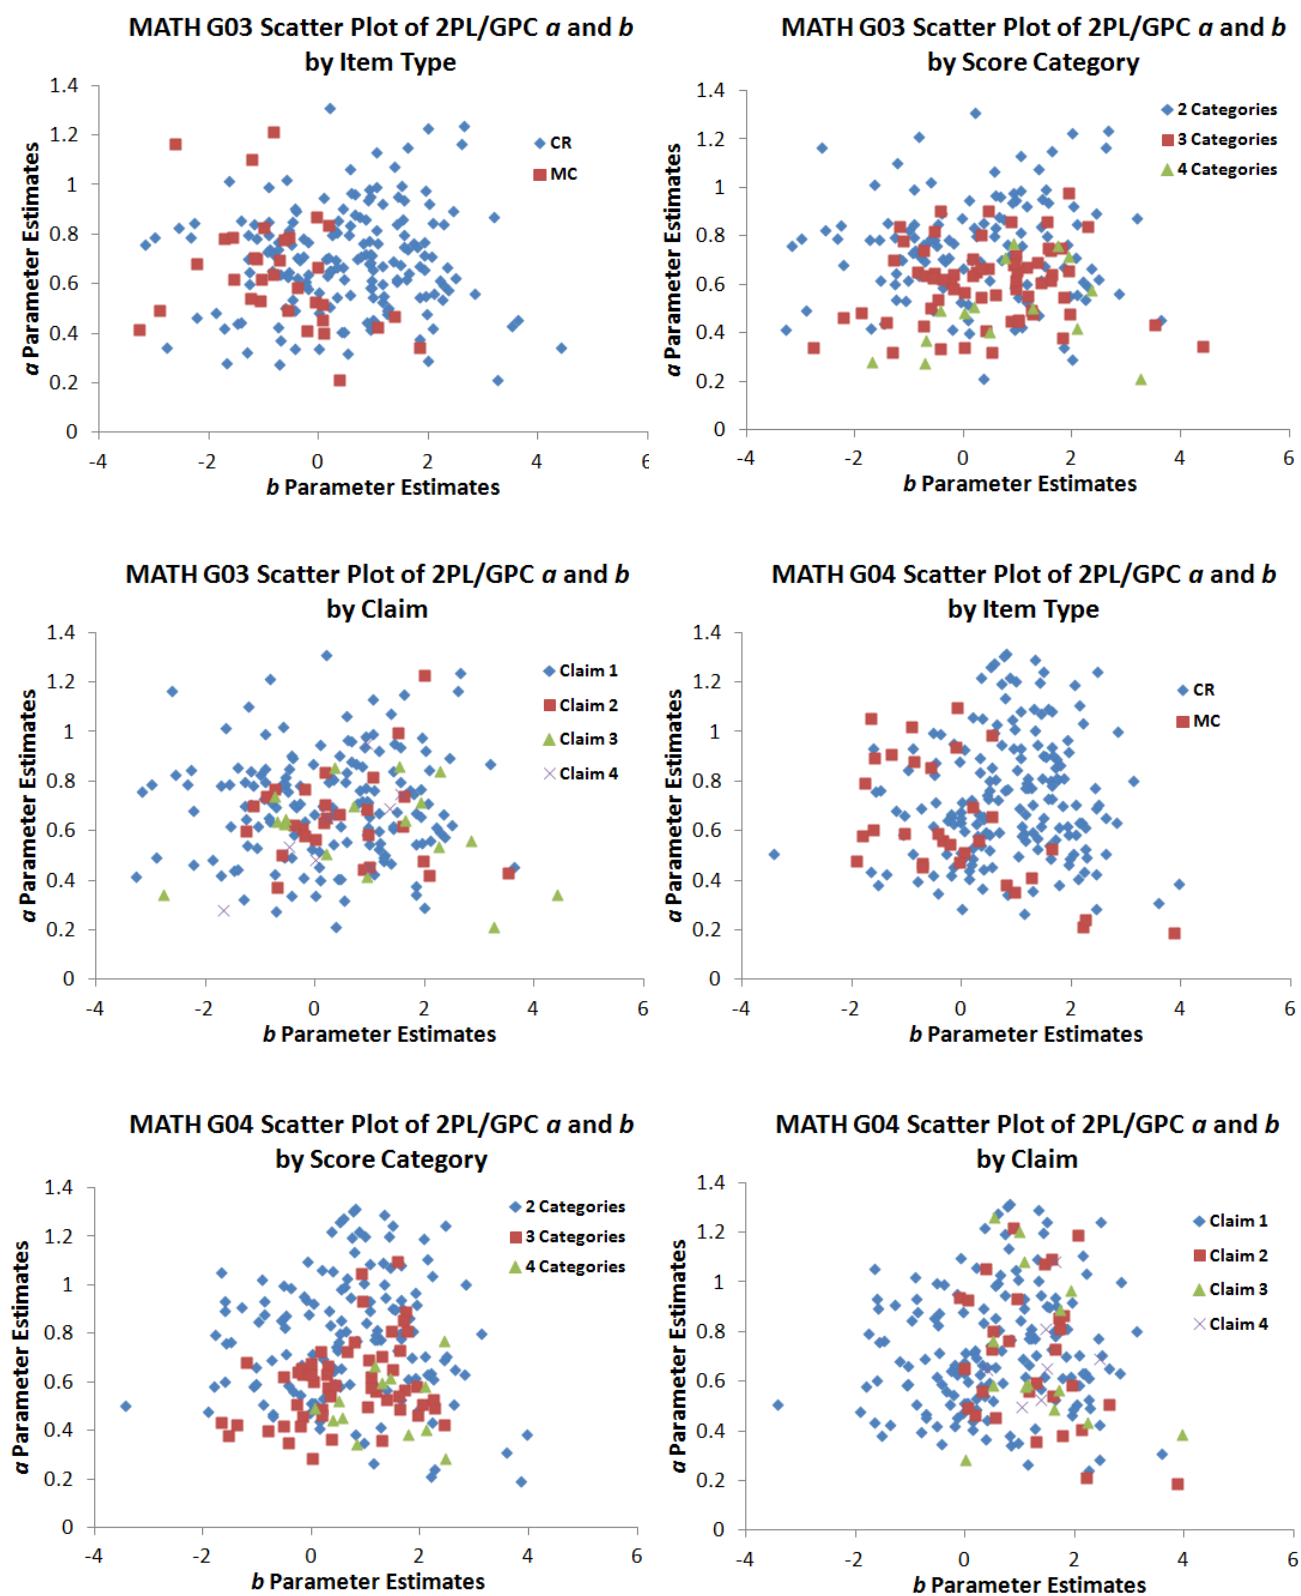 MATH G03 Scatter Plot of 2PL/GPC a and b
by Item Type
1.4
1.2
1
0.8
0.6
0.4
0.2
0
-4
-2
0
2
4
6
a Parameter Estimates
b Parameter Estimates
CR
MC
MATH G03 Scatter Plot of 2PL/GPC a and b
by Score Category
1.4
1.2
1
0.8
0.6
0.4
0.2
0
-4
-2
0
2
4
6
a Parameter Estimates
b Parameter Estimates
2 Categories
3 Categories
4 Categories
MATH G03 Scatter Plot of 2PL/GPC a and b
by Claim
1.4
1.2
1
0.8
0.6
0.4
0.2
0
-4
-2
0
2
4
6
a Parameter Estimates
b Parameter Estimates
Claim 1
Claim 2
Claim 3
Claim 4
MATH G04 Scatter Plot of 2PL/GPC a and b
by Item Type
1.4
1.2
1
0.8
0.6
0.4
0.2
0
-4
-2
0
2
4
6
a Parameter Estimates
b Parameter Estimates
CR
MC
MATH G04 Scatter Plot of 2PL/GPC a and b
by Score Category
1.4
1.2
1
0.8
0.6
0.4
0.2
0
-4
-2
0
2
4
6
a Parameter Estimates
b Parameter Estimates
2 Categories
3 Categories
4 Categories
MATH G04 Scatter Plot of 2PL/GPC a and b
by Claim
1.4
1.2
1
0.8
0.6
0.4
0.2
0
-4
-2
0
2
4
6
a Parameter Estimates
b Parameter Estimates
Claim 1
Claim 2
Claim 3
Claim 4